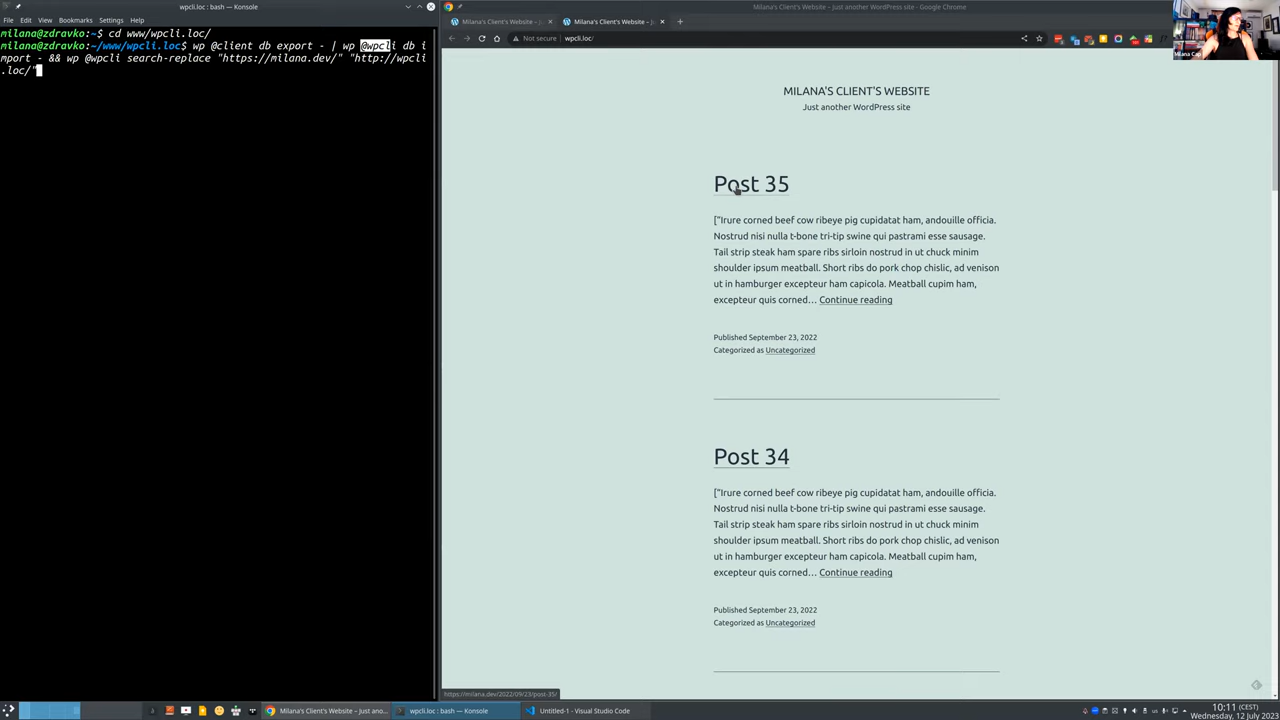 wpcli.loc : bash — Konsole
File Edit View Bookmarks Settings Help
milana@zdravko:~$ cd www/wpcli.loc/
milana@zdravko:~/www/wpcli.loc$ wp @client db export - | wp @wpcli db i
mport - && wp @wpcli search-replace "https://milana.dev/" "http://wpcli
.loc/"
Milana's Client's Website – Just another WordPress site - Google Chrome
Milana's Client's Website – Ju
Milana's Client's Website – Ju
Not secure wpcli.loc/
Milana Cap
MILANA'S CLIENT'S WEBSITE
Just another WordPress site
Post 35
["Irure corned beef cow ribeye pig cupidatat ham, andouille officia.
Nostrud nisi nulla t-bone tri-tip swine qui pastrami esse sausage.
Tail strip steak ham spare ribs sirloin nostrud in ut chuck minim
shoulder ipsum meatball. Short ribs do pork chop chislic, ad venison
ut in hamburger excepteur ham capicola. Meatball cupim ham,
excepteur quis corned… Continue reading
Published September 23, 2022
Categorized as Uncategorized
Post 34
["Irure corned beef cow ribeye pig cupidatat ham, andouille officia.
Nostrud nisi nulla t-bone tri-tip swine qui pastrami esse sausage.
Tail strip steak ham spare ribs sirloin nostrud in ut chuck minim
shoulder ipsum meatball. Short ribs do pork chop chislic, ad venison
ut in hamburger excepteur ham capicola. Meatball cupim ham,
excepteur quis corned… Continue reading
Published September 23, 2022
Categorized as Uncategorized
https://milana.dev/2022/09/23/post-35/
Milana's Client's Website – Just ano...
wpcli.loc : bash — Konsole
Untitled-1 - Visual Studio Code
10:11 (CEST)
Wednesday, 12 July 2023